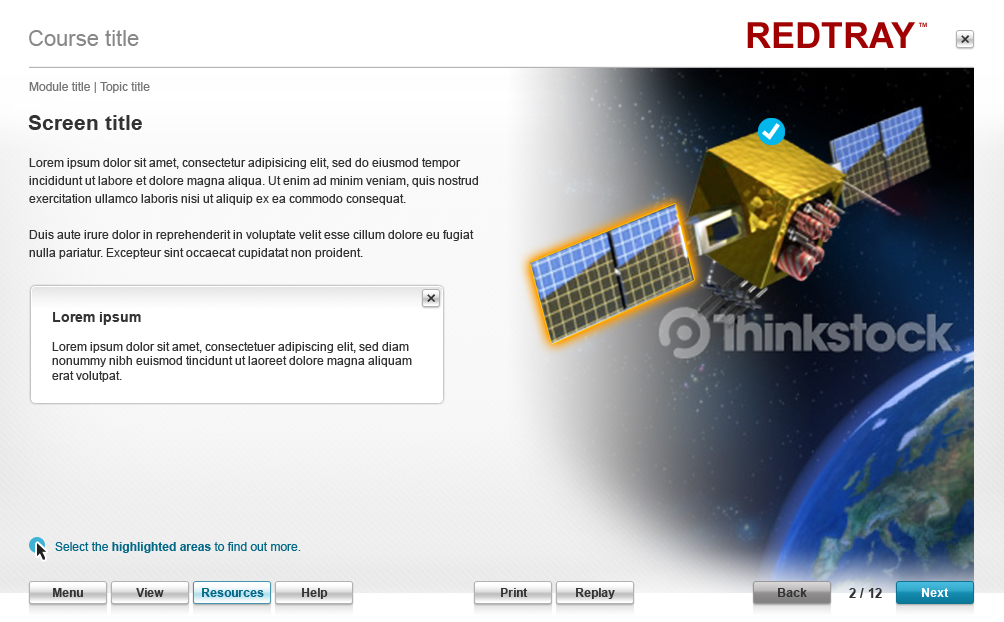 Course title
REDTRAY™
Module title | Topic title
Screen title
Lorem ipsum dolor sit amet, consectetur adipisicing elit, sed do eiusmod tempor
incididunt ut labore et dolore magna aliqua. Ut enim ad minim veniam, quis nostrud
exercitation ullamco laboris nisi ut aliquip ex ea commodo consequat.
Duis aute irure dolor in reprehenderit in voluptate velit esse cillum dolore eu fugiat
nulla pariatur. Excepteur sint occaecat cupidatat non proident.
Lorem ipsum
Lorem ipsum dolor sit amet, consectetuer adipiscing elit, sed diam
nonummy nibh euismod tincidunt ut laoreet dolore magna aliquam
erat volutpat.
Thinkstock
Select the highlighted areas to find out more.
Menu View Resources Help Print Replay Back 2 / 12 Next